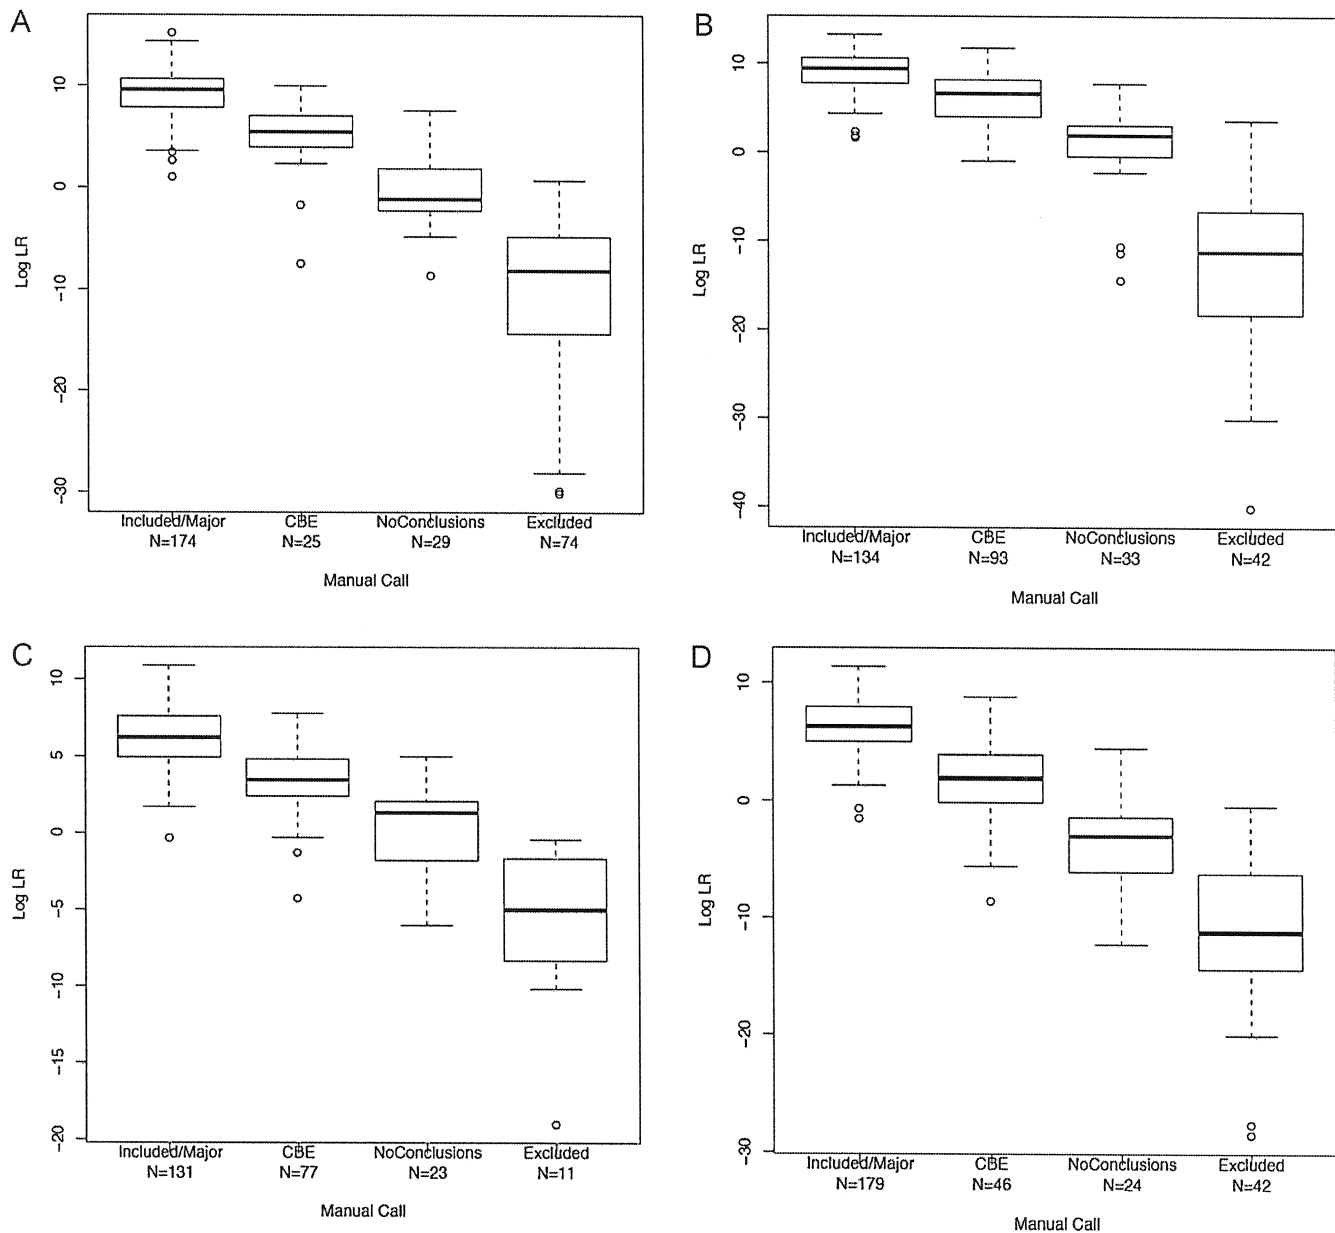 A
Log LR
10
0
−10
−20
−30
Included/Major CBE NoConclusions Excluded
N=174 N=25 N=29 N=74
Manual Call
B
Log LR
10
0
−10
−20
−30
−40
Included/Major CBE NoConclusions Excluded
N=134 N=93 N=33 N=42
Manual Call
C
Log LR
10
5
0
−5
−10
−15
−20
Included/Major CBE NoConclusions Excluded
N=131 N=77 N=23 N=11
Manual Call
D
Log LR
10
0
−10
−20
−30
Included/Major CBE NoConclusions Excluded
N=179 N=46 N=24 N=42
Manual Call